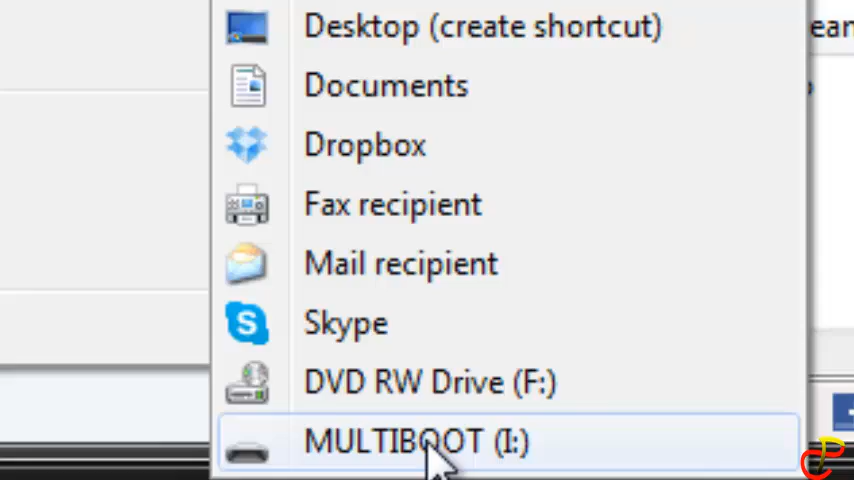 Desktop (create shortcut)
Documents
Dropbox
Fax recipient
Mail recipient
Skype
DVD RW Drive (F:)
MULTIBOOT (I:)